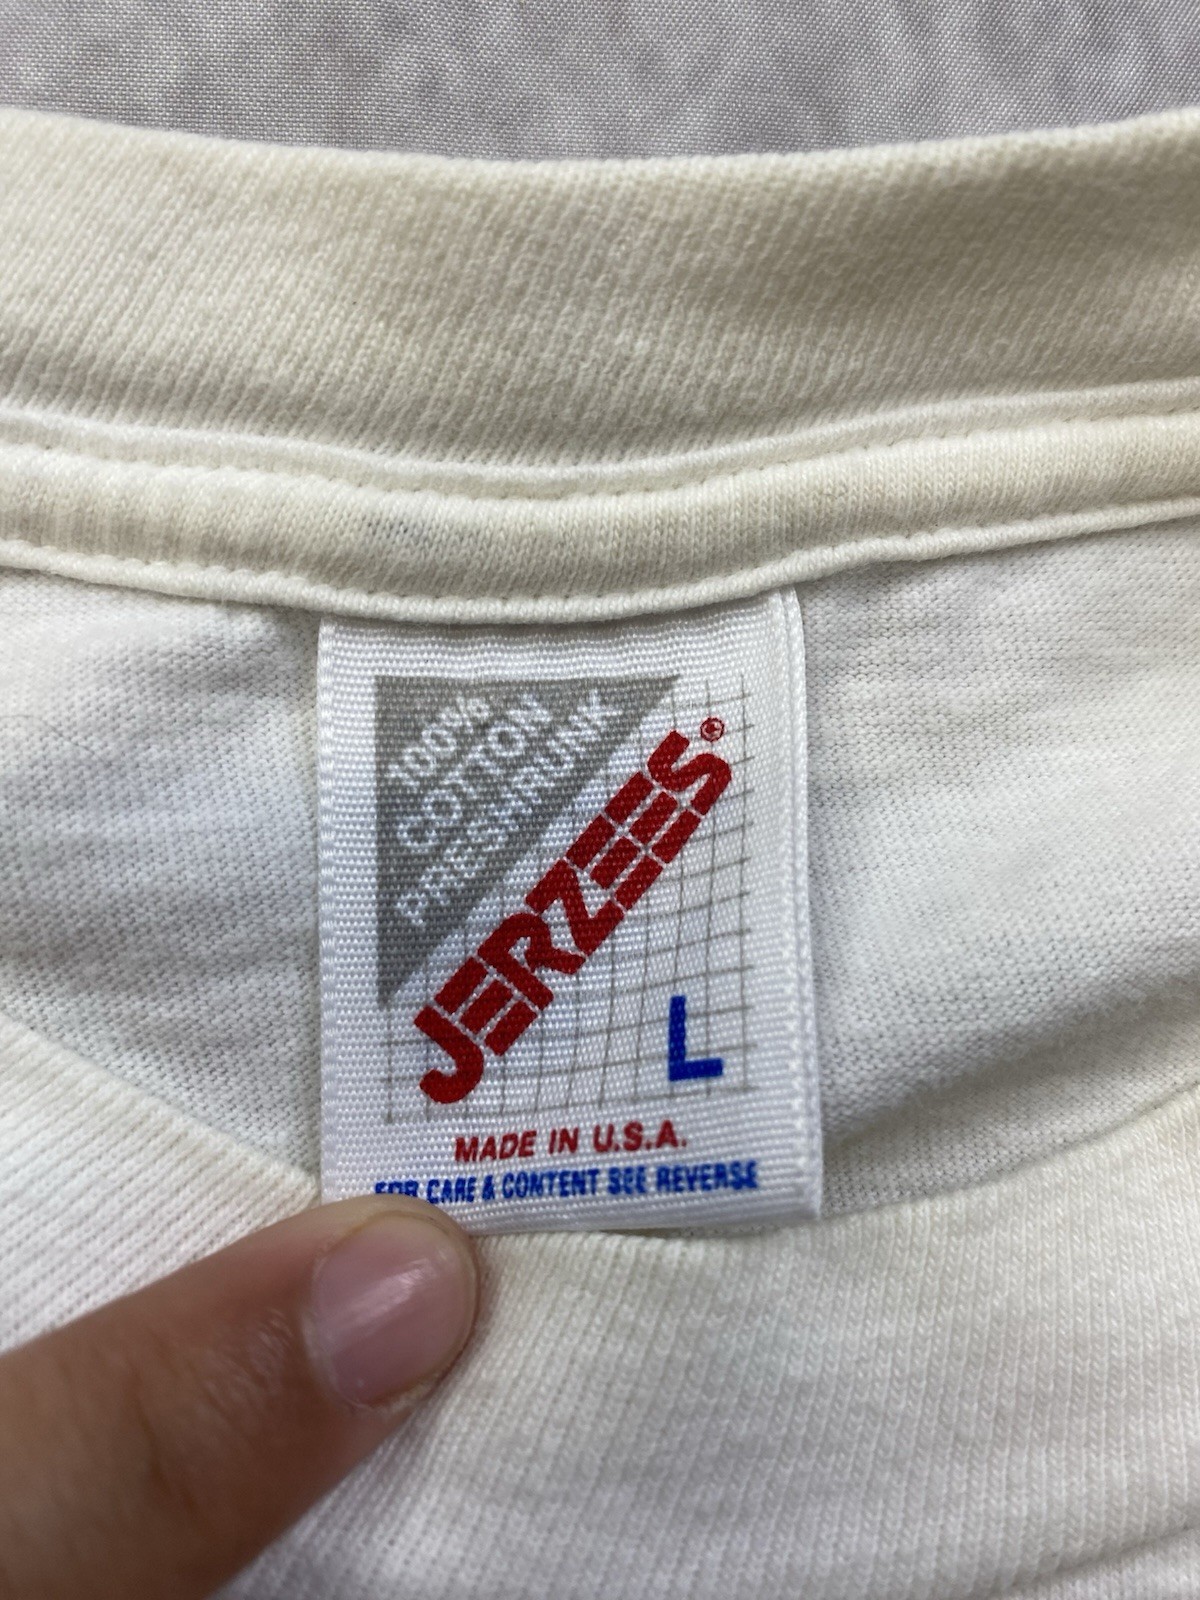 100%
COTTON
PRESHRUNK
JERZEES®
L
MADE IN U.S.A.
FOR CARE & CONTENT SEE REVERSE